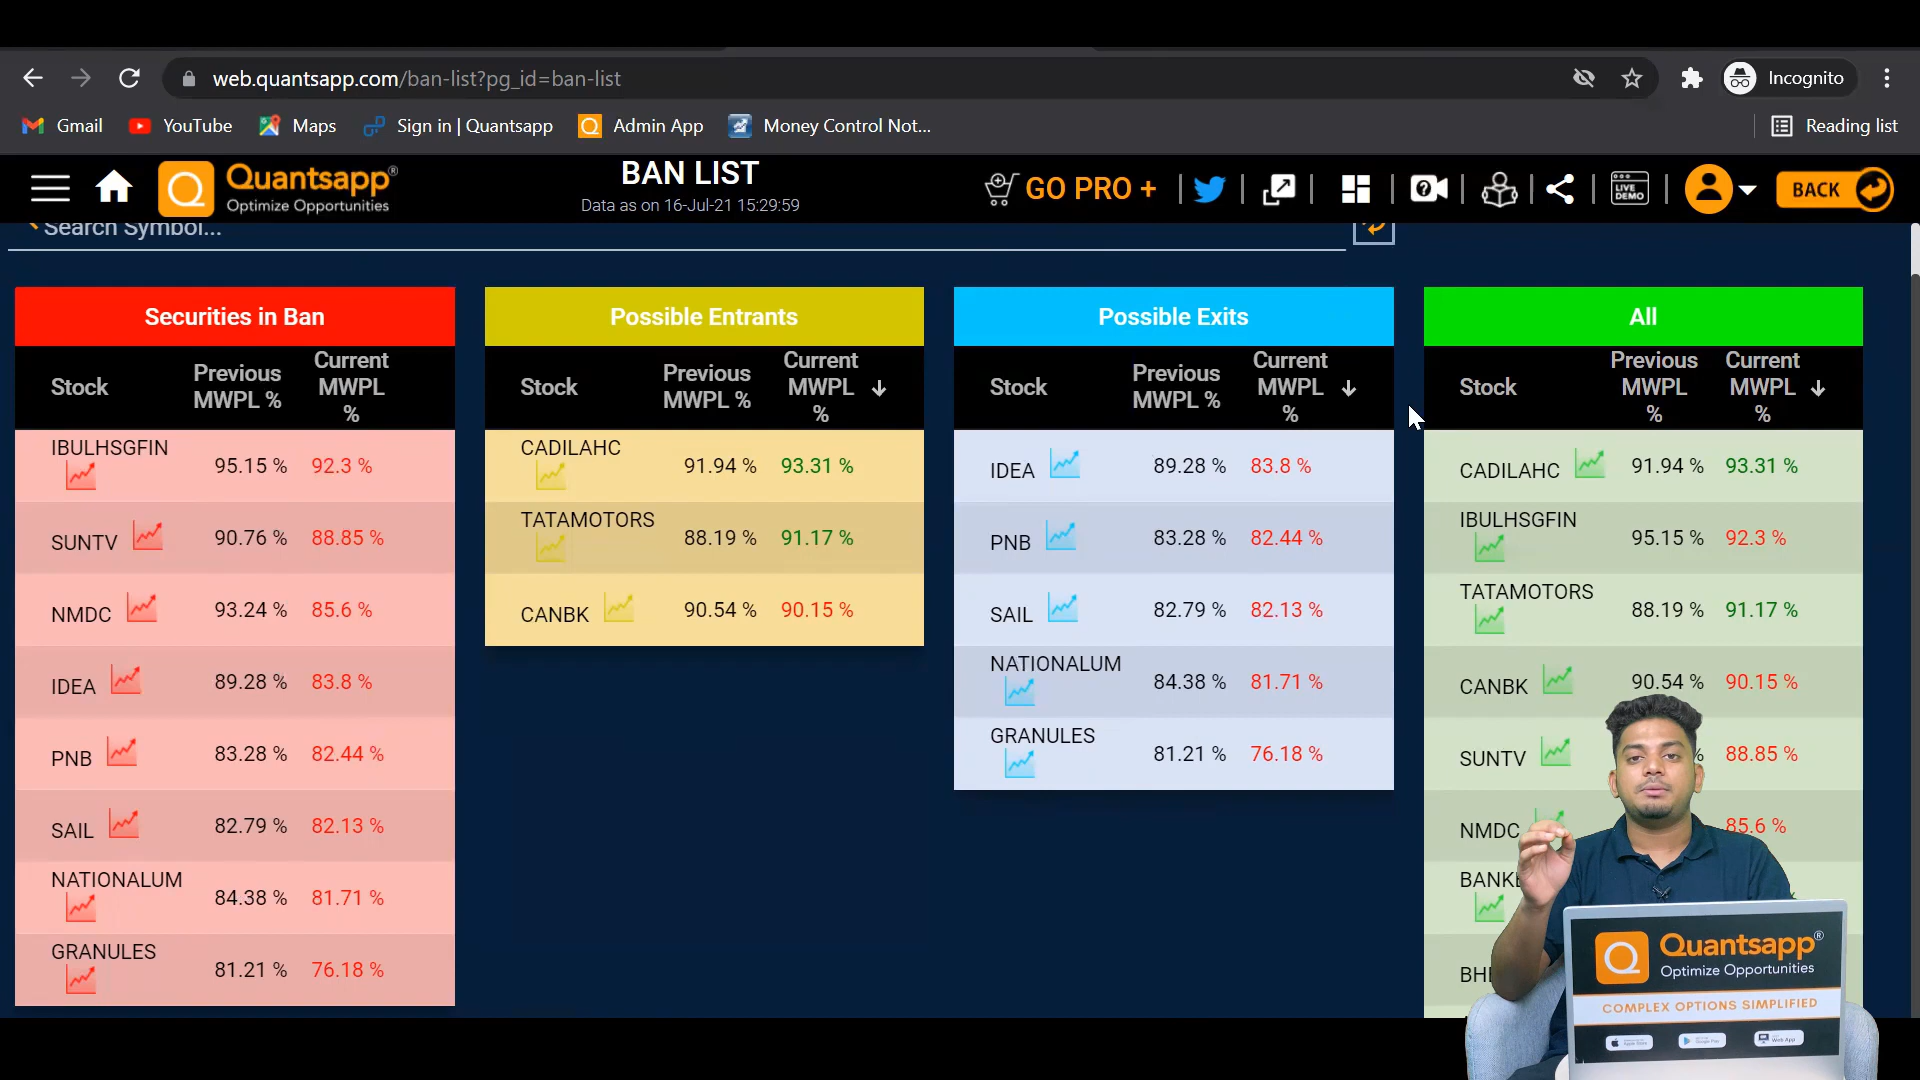 web.quantsapp.com/ban-list?pg_id=ban-list
Incognito
Gmail
YouTube
Maps
Sign in | Quantsapp
Admin App
Money Control Not...
Reading list
Quantsapp®
Optimize Opportunities
BAN LIST
Data as on 16-Jul-21 15:29:59
GO PRO +
LIVE DEMO
BACK
Search Symbol...
Securities in Ban
Stock Previous MWPL % Current MWPL %
IBULHSGFIN 95.15 % 92.3 %
SUNTV 90.76 % 88.85 %
NMDC 93.24 % 85.6 %
IDEA 89.28 % 83.8 %
PNB 83.28 % 82.44 %
SAIL 82.79 % 82.13 %
NATIONALUM 84.38 % 81.71 %
GRANULES 81.21 % 76.18 %
Possible Entrants
Stock Previous MWPL % Current MWPL %
CADILAHC 91.94 % 93.31 %
TATAMOTORS 88.19 % 91.17 %
CANBK 90.54 % 90.15 %
Possible Exits
Stock Previous MWPL % Current MWPL %
IDEA 89.28 % 83.8 %
PNB 83.28 % 82.44 %
SAIL 82.79 % 82.13 %
NATIONALUM 84.38 % 81.71 %
GRANULES 81.21 % 76.18 %
All
Stock Previous MWPL % Current MWPL %
CADILAHC 91.94 % 93.31 %
IBULHSGFIN 95.15 % 92.3 %
TATAMOTORS 88.19 % 91.17 %
CANBK 90.54 % 90.15 %
SUNTV % 88.85 %
NMDC 85.6 %
Quantsapp®
Optimize Opportunities
COMPLEX OPTIONS SIMPLIFIED